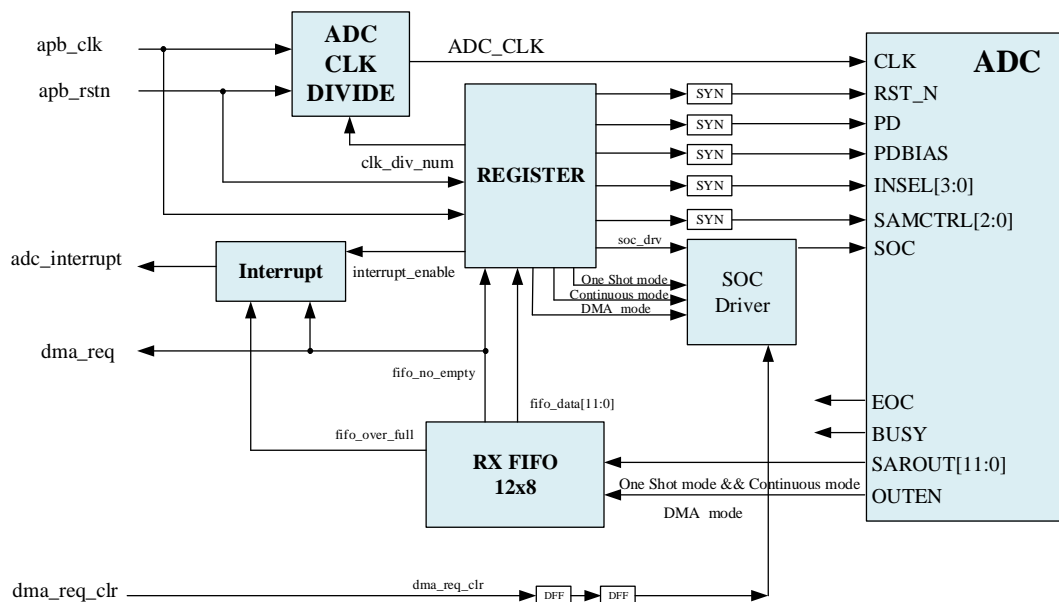 apb_clk
apb_rstn
ADC
CLK
DIVIDE
ADC_CLK
ADC
CLK
RST_N
PD
PDBIAS
INSEL[3:0]
SAMCTRL[2:0]
SOC
SYN
SYN
SYN
SYN
SYN
clk_div_num
REGISTER
soc_drv
adc_interrupt
Interrupt
interrupt_enable
One Shot mode
Continuous mode
DMA mode
SOC
Driver
dma_req
fifo_no_empty
fifo_data[11:0]
fifo_over_full
RX FIFO
12x8
EOC
BUSY
SAROUT[11:0]
One Shot mode && Continuous mode
OUTEN
DMA mode
dma_req_clr
dma_req_clr
DFF
DFF